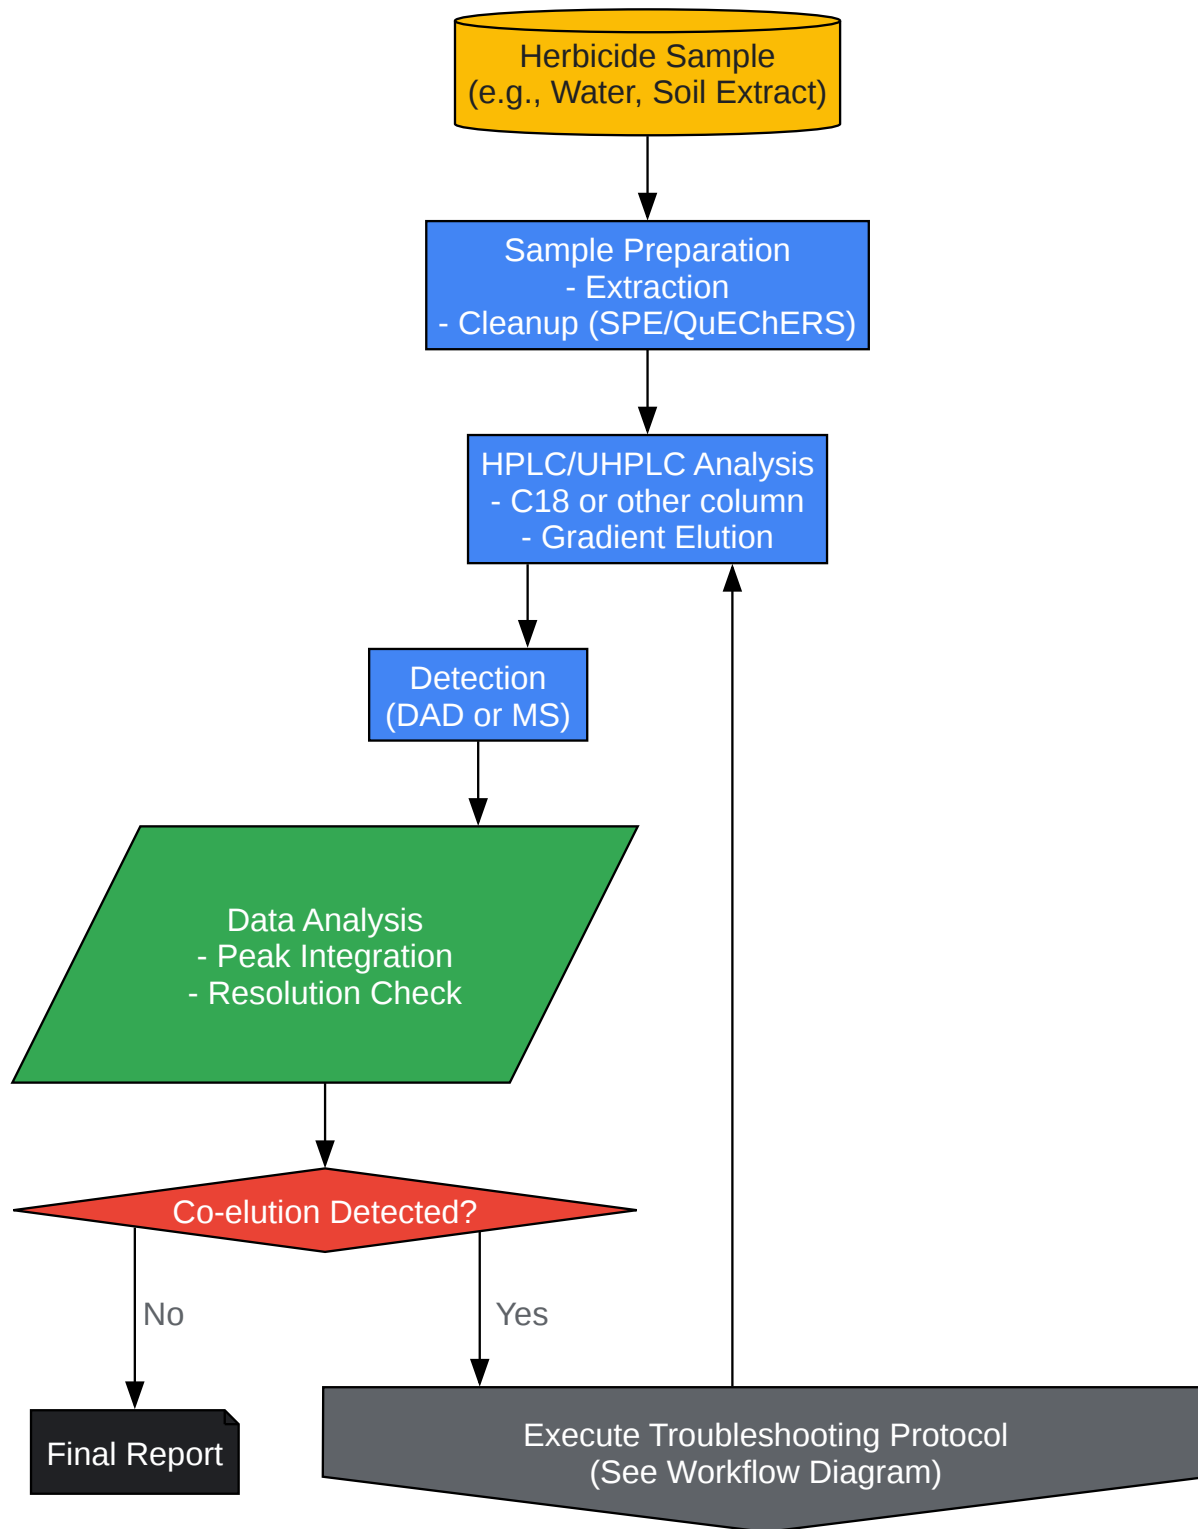 Herbicide Sample
(e.g., Water, Soil Extract)
Sample Preparation
- Extraction
- Cleanup (SPE/QuEChERS)
HPLC/UHPLC Analysis
- C18 or other column
- Gradient Elution
Detection
(DAD or MS)
Data Analysis
- Peak Integration
- Resolution Check
Co-elution Detected?
No
Yes
Final Report
Execute Troubleshooting Protocol
(See Workflow Diagram)